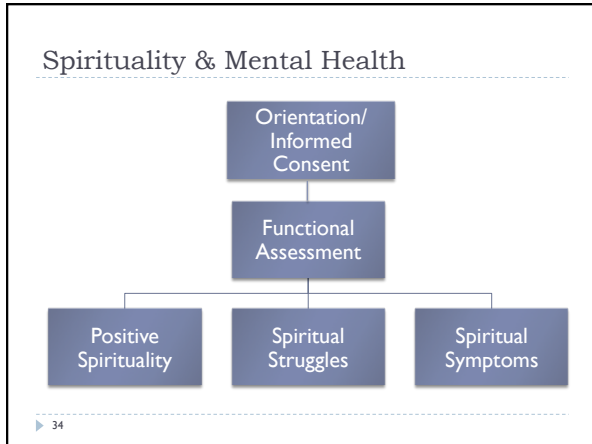 Spirituality & Mental Health
Orientation/
Informed
Consent
Functional
Assessment
Positive
Spirituality
Spiritual
Struggles
Spiritual
Symptoms
34